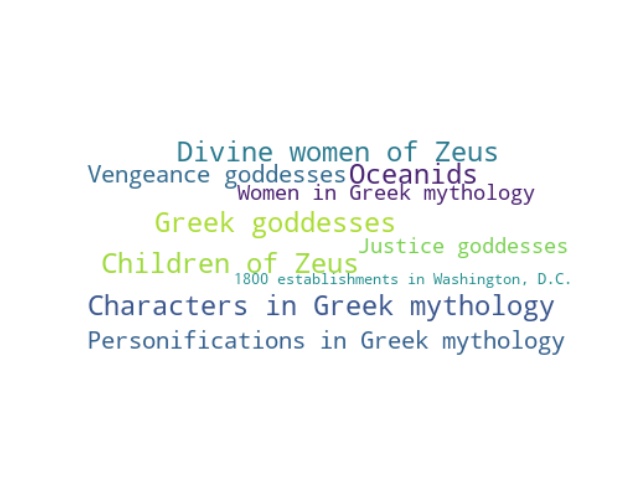 Divine women of Zeus
Vengeance goddesses
Oceanids
Women in Greek mythology
Greek goddesses
Justice goddesses
Children of Zeus
1800 establishments in Washington, D.C.
Characters in Greek mythology
Personifications in Greek mythology